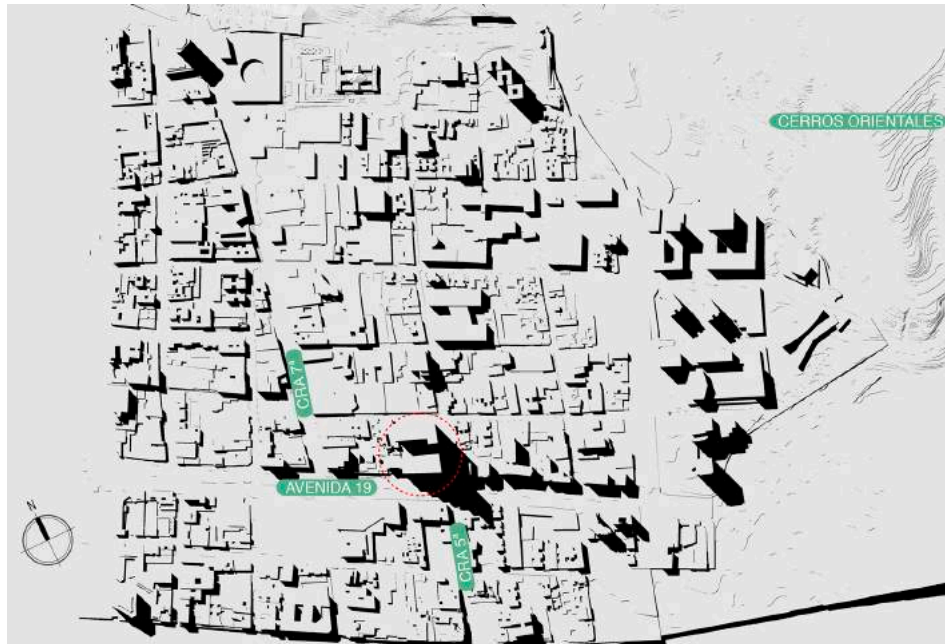 CERROS ORIENTALES
CRA 7ª
AVENIDA 19
N
CRA 5ª